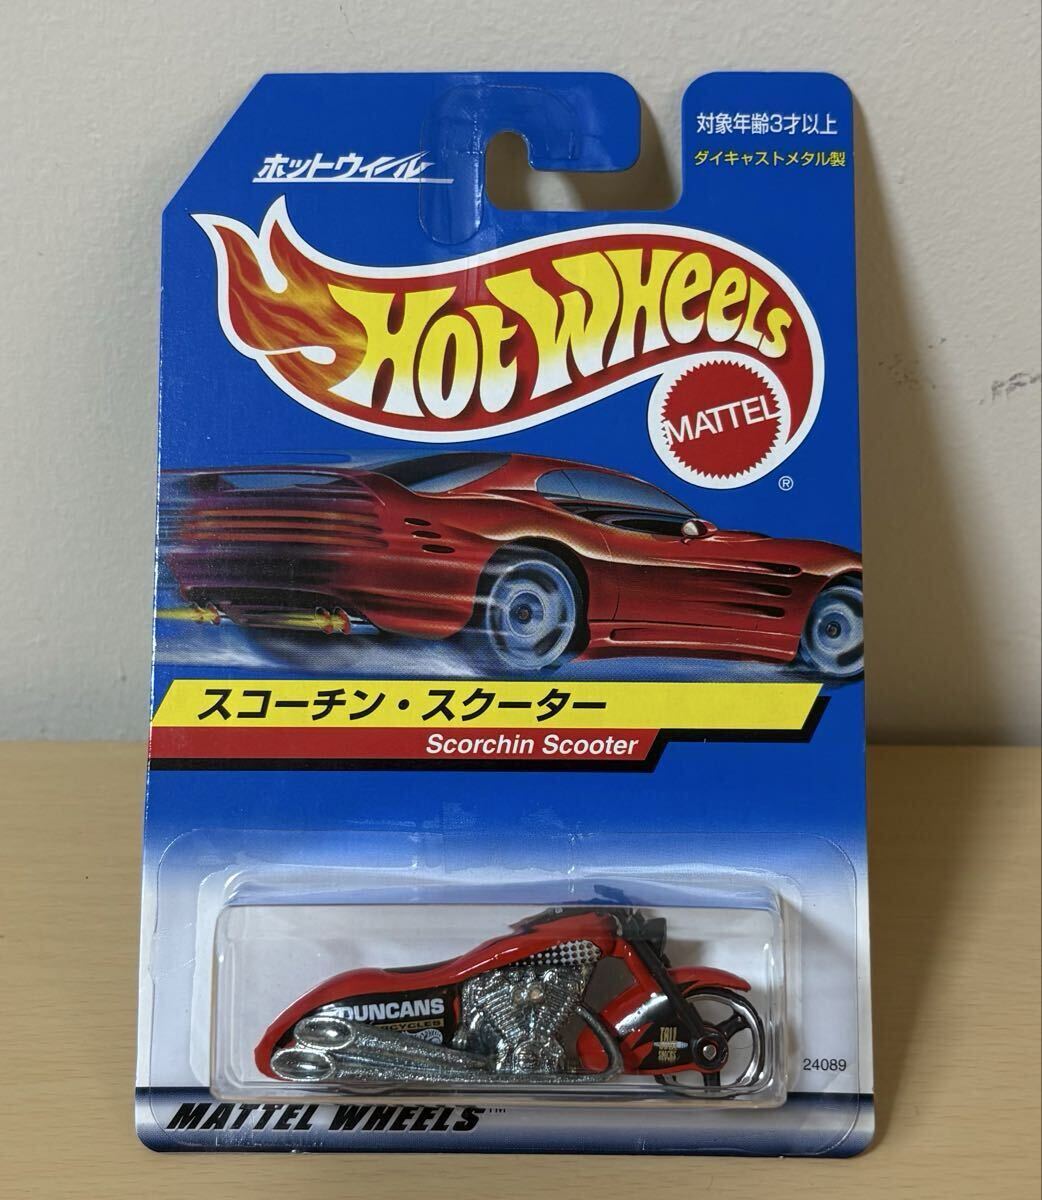 対象年齢3才以上
ダイキャストメタル製
ホットウィール
HOT WHEELS
MATTEL
®
スコーチン・スクーター
Scorchin Scooter
DUNCANS
24089
MATTEL WHEELS™